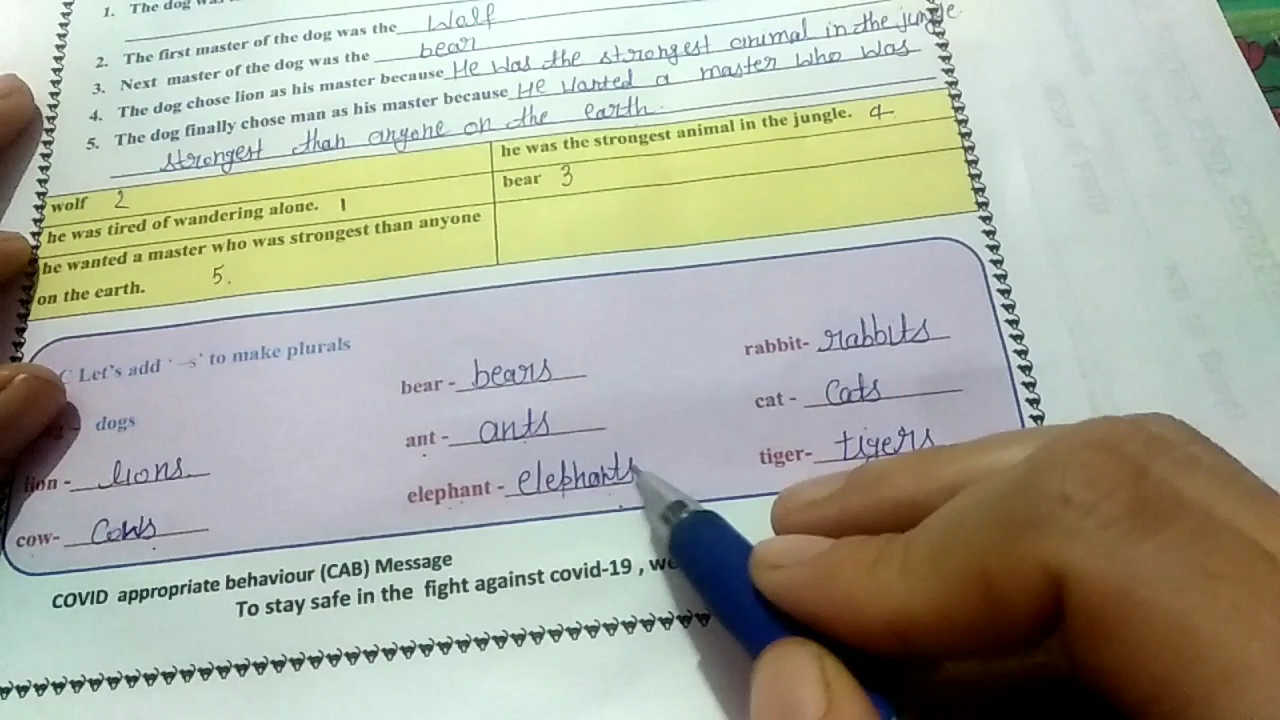 1. The dog was
2. The first master of the dog was the Wolf
3. Next master of the dog was the bear
4. The dog chose lion as his master because He was the strongest animal in the jungle
5. The dog finally chose man as his master because He wanted a master who was
strongest than anyone on the earth.
wolf 2
he was the strongest animal in the jungle. 4
he was tired of wandering alone. 1
bear 3
he wanted a master who was strongest than anyone
on the earth. 5.
C Let's add '-s' to make plurals
dogs
bear - bears
rabbit- rabbits
lion - lions
ant - ants
cat - cats
cow- cows
elephant - elephants
tiger- tigers
COVID appropriate behaviour (CAB) Message
To stay safe in the fight against covid-19 ,